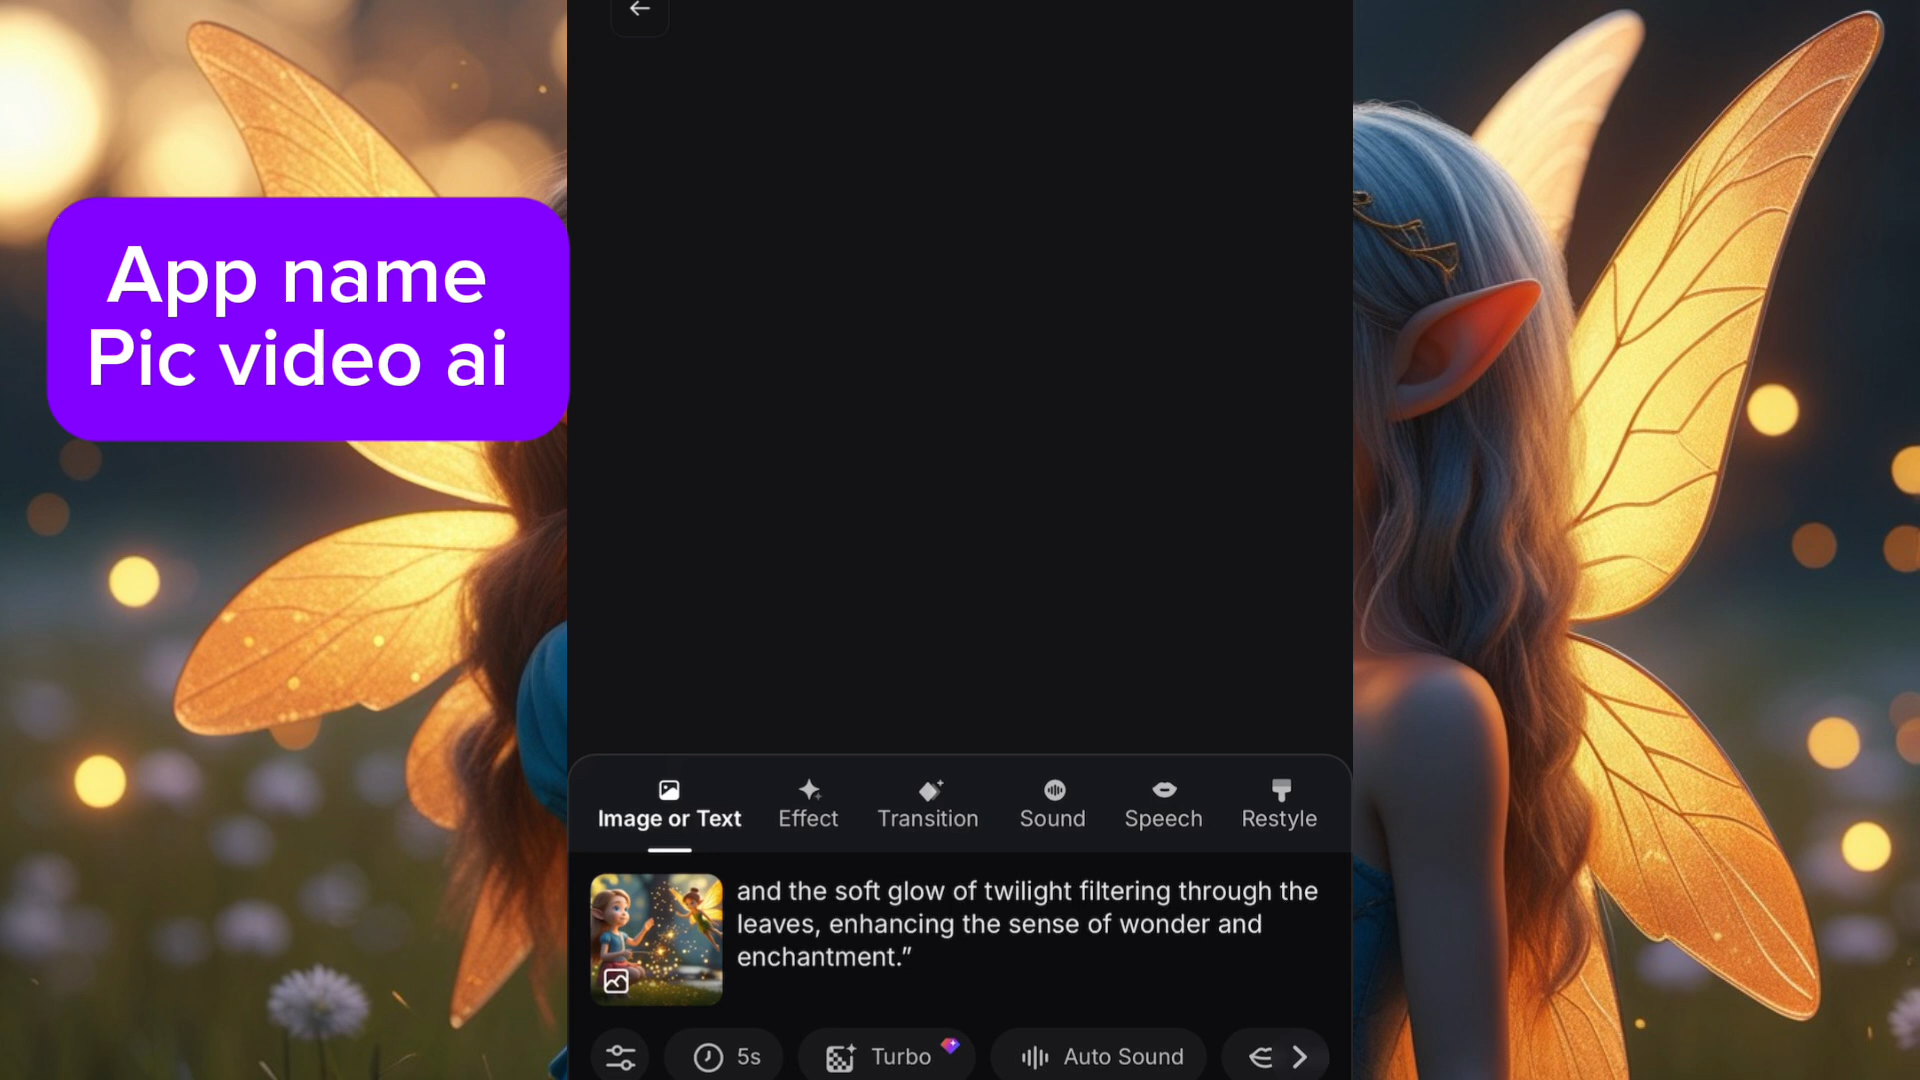 App name
Pic video ai
Image or Text
Effect
Transition
Sound
Speech
Restyle
and the soft glow of twilight filtering through the
leaves, enhancing the sense of wonder and
enchantment.”
5s
Turbo
Auto Sound